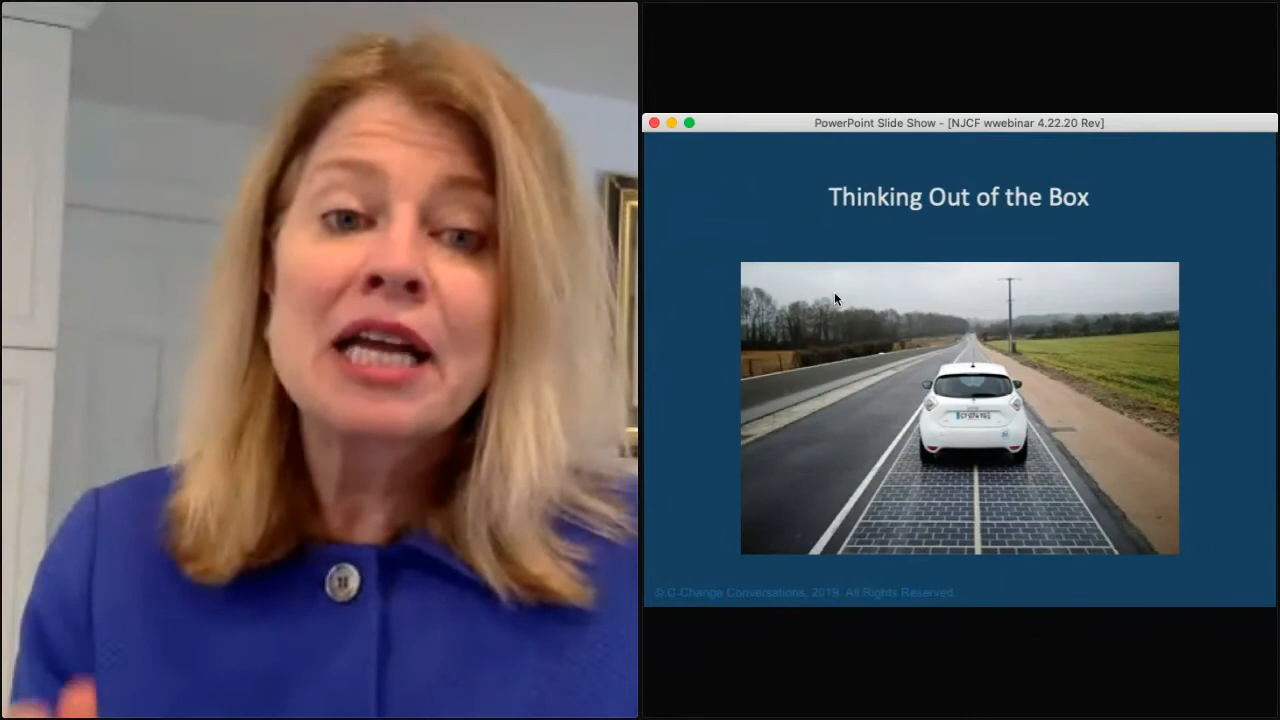 PowerPoint Slide Show - [NJCF wwebinar 4.22.20 Rev]
Thinking Out of the Box
© C-Change Conversations, 2019. All Rights Reserved.